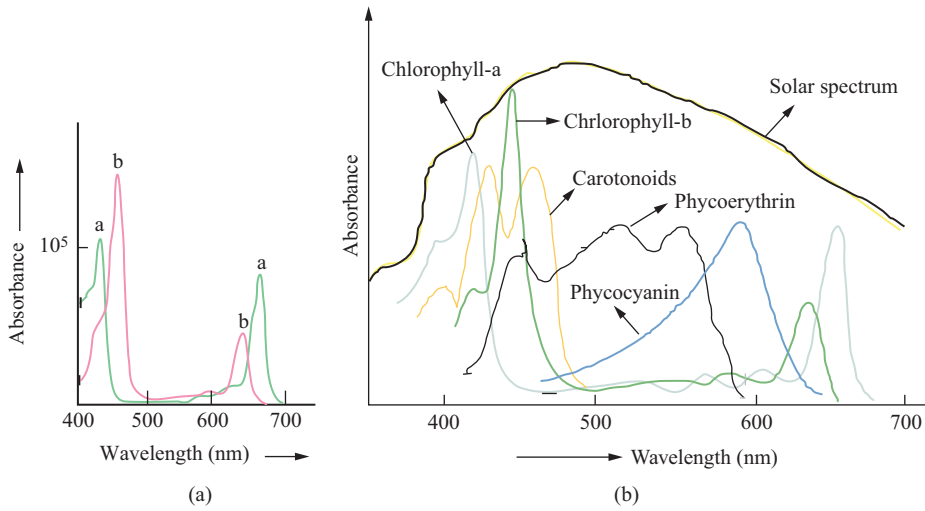 Absorbance
10⁵
a
b
b
a
400
500
600
700
Wavelength (nm)
(a)
Absorbance
Chlorophyll-a
Solar spectrum
Chrlorophyll-b
Carotonoids
Phycoerythrin
Phycocyanin
400
500
600
700
Wavelength (nm)
(b)